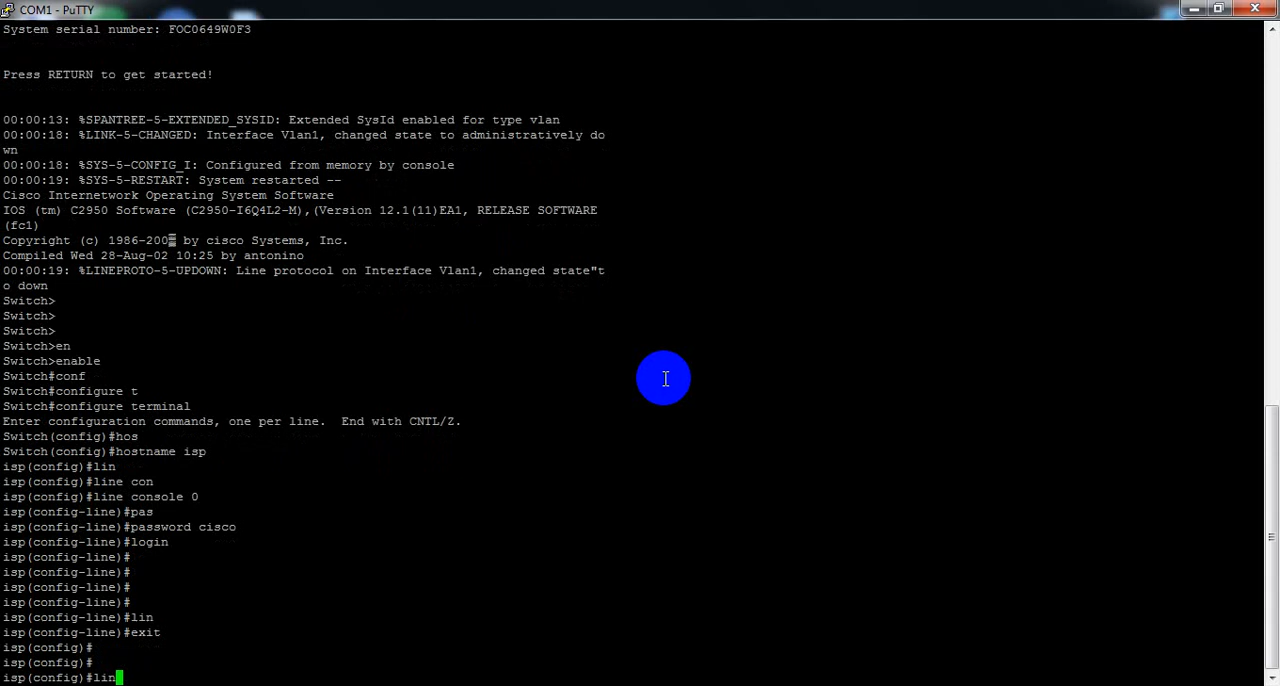 COM1 - PuTTY
System serial number: FOC0649W0F3
Press RETURN to get started!
00:00:13: %SPANTREE-5-EXTENDED_SYSID: Extended SysId enabled for type vlan
00:00:18: %LINK-5-CHANGED: Interface Vlan1, changed state to administratively do
wn
00:00:18: %SYS-5-CONFIG_I: Configured from memory by console
00:00:19: %SYS-5-RESTART: System restarted --
Cisco Internetwork Operating System Software
IOS (tm) C2950 Software (C2950-I6Q4L2-M),(Version 12.1(11)EA1, RELEASE SOFTWARE
(fc1)
Copyright (c) 1986-200 by cisco Systems, Inc.
Compiled Wed 28-Aug-02 10:25 by antonino
00:00:19: %LINEPROTO-5-UPDOWN: Line protocol on Interface Vlan1, changed state"t
o down
Switch>
Switch>
Switch>
Switch>en
Switch>enable
Switch#conf
Switch#configure t
Switch#configure terminal
Enter configuration commands, one per line.  End with CNTL/Z.
Switch(config)#hos
Switch(config)#hostname isp
isp(config)#lin
isp(config)#line con
isp(config)#line console 0
isp(config-line)#pas
isp(config-line)#password cisco
isp(config-line)#login
isp(config-line)#
isp(config-line)#
isp(config-line)#
isp(config-line)#
isp(config-line)#lin
isp(config-line)#exit
isp(config)#
isp(config)#
isp(config)#lin